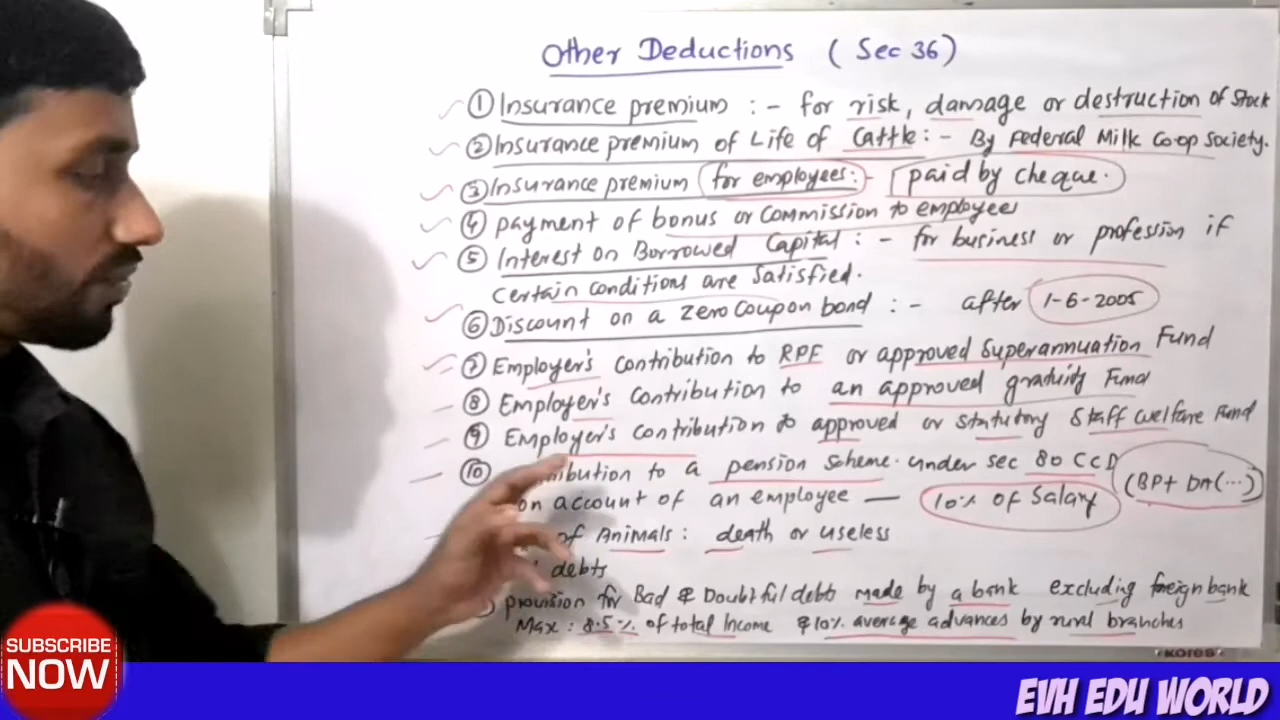 Other Deductions (Sec 36)
① Insurance premium :- for risk, damage or destruction of Stock
② Insurance premium of Life of Cattle :- By Federal Milk Co-op Society.
③ Insurance premium for employees :- paid by cheque.
④ payment of bonus or Commission to employees
⑤ Interest on Borrowed Capital : - for business or profession if
Certain conditions are Satisfied.
⑥ Discount on a Zero Coupon bond : - after 1-6-2005
⑦ Employer's Contribution to RPF or approved Superannuation Fund
⑧ Employer's Contribution to an approved gratuity Fund
⑨ Employer's Contribution to approved or Statutory Staff welfare Fund
⑩ to a pension Scheme. under sec 80 CCD
on account of an employee — 10% of Salary (BP+ DA(...)
of Animals : death or useless
debts
provision for Bad & Doubtful debts made by a bank excluding foreign bank
Max : 8.5% of total Income & 10% average advances by rural branches
kores
SUBSCRIBE
NOW
EVH EDU WORLD